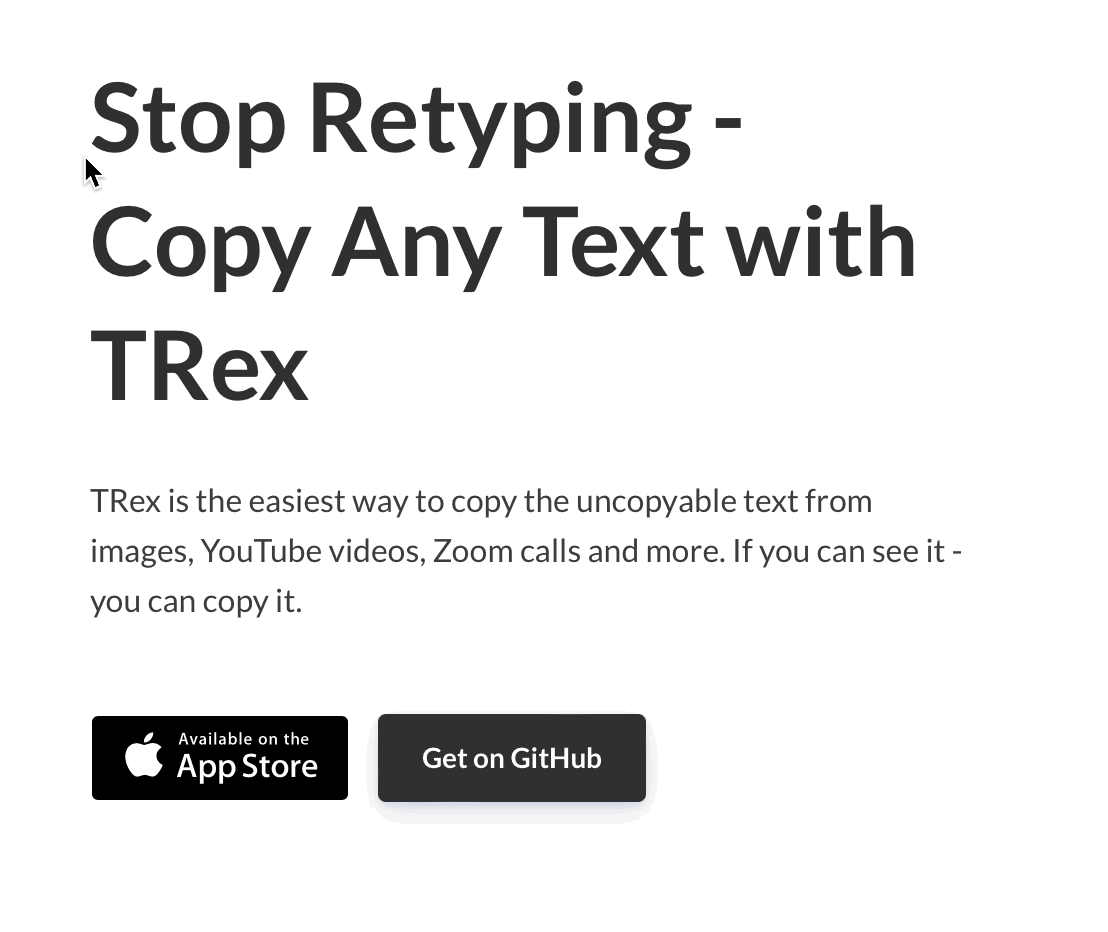 Stop Retyping -
Copy Any Text with
TRex
TRex is the easiest way to copy the uncopyable text from
images, YouTube videos, Zoom calls and more. If you can see it -
you can copy it.
Available on the
App Store
Get on GitHub